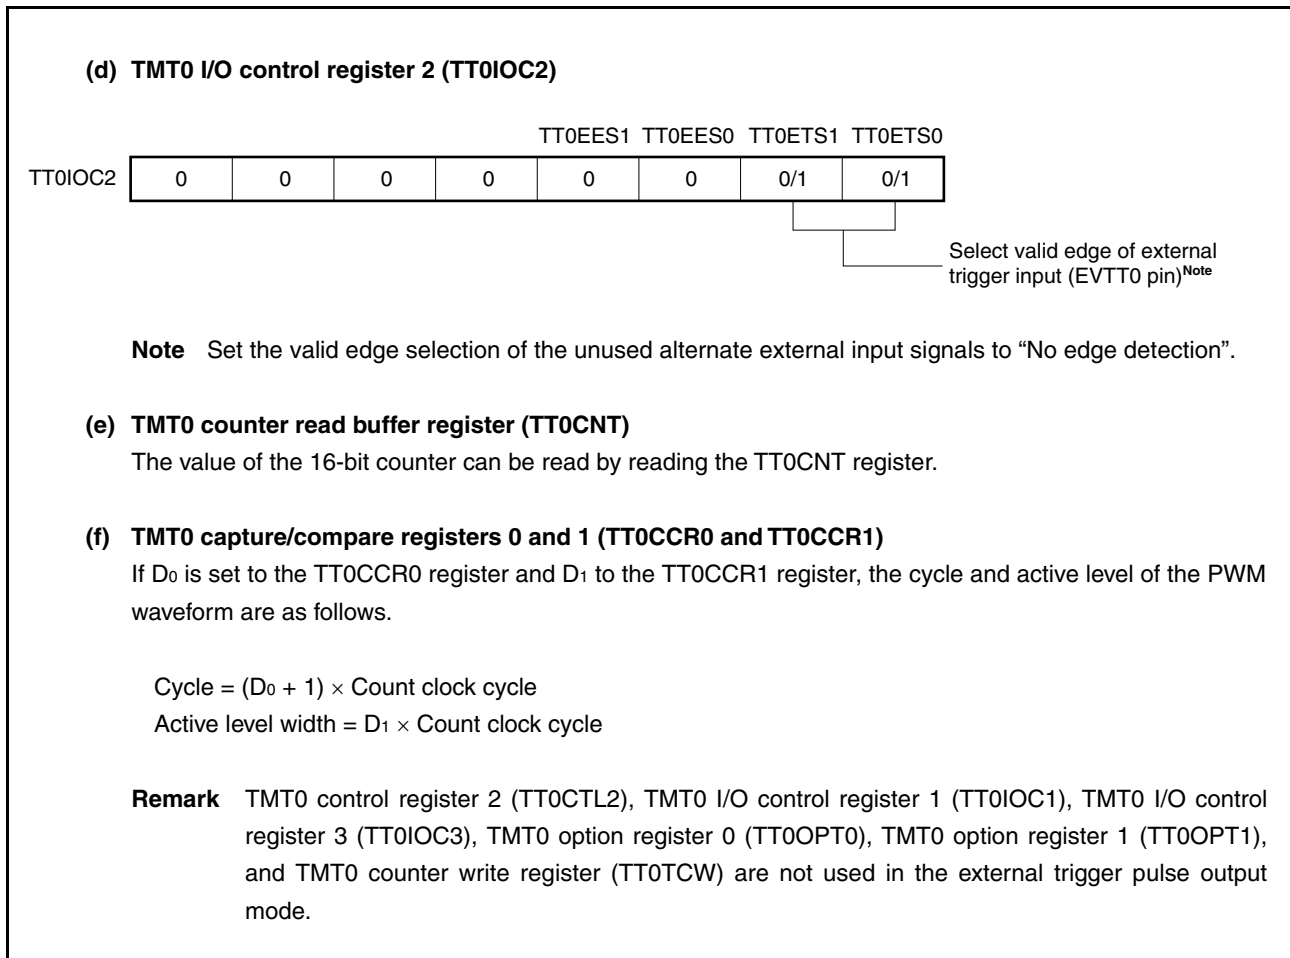 (d) TMT0 I/O control register 2 (TT0IOC2)
TT0EES1 TT0EES0 TT0ETS1 TT0ETS0
TT0IOC2 0 0 0 0 0 0 0/1 0/1
Select valid edge of external
trigger input (EVTT0 pin)Note
Note Set the valid edge selection of the unused alternate external input signals to “No edge detection”.
(e) TMT0 counter read buffer register (TT0CNT)
The value of the 16-bit counter can be read by reading the TT0CNT register.
(f) TMT0 capture/compare registers 0 and 1 (TT0CCR0 and TT0CCR1)
If D0 is set to the TT0CCR0 register and D1 to the TT0CCR1 register, the cycle and active level of the PWM
waveform are as follows.
Cycle = (D0 + 1) × Count clock cycle
Active level width = D1 × Count clock cycle
Remark TMT0 control register 2 (TT0CTL2), TMT0 I/O control register 1 (TT0IOC1), TMT0 I/O control
register 3 (TT0IOC3), TMT0 option register 0 (TT0OPT0), TMT0 option register 1 (TT0OPT1),
and TMT0 counter write register (TT0TCW) are not used in the external trigger pulse output
mode.